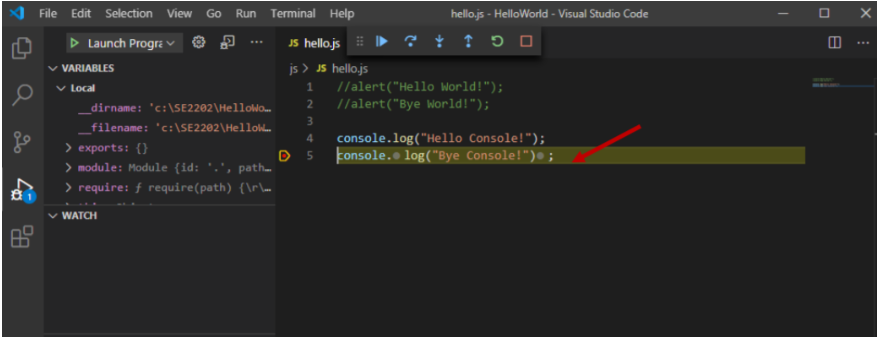 File Edit Selection View Go Run Terminal Help hello.js - HelloWorld - Visual Studio Code
Launch Progra
JS hello.js
VARIABLES
Local
__dirname: 'c:\SE2202\HelloWo…
__filename: 'c:\SE2202\HelloW…
exports: {}
module: Module {id: '.', path…
require: ƒ require(path) {\r\…
WATCH
1
js > JS hello.js
1 //alert("Hello World!");
2 //alert("Bye World!");
3
4 console.log("Hello Console!");
5 console. log("Bye Console!") ;